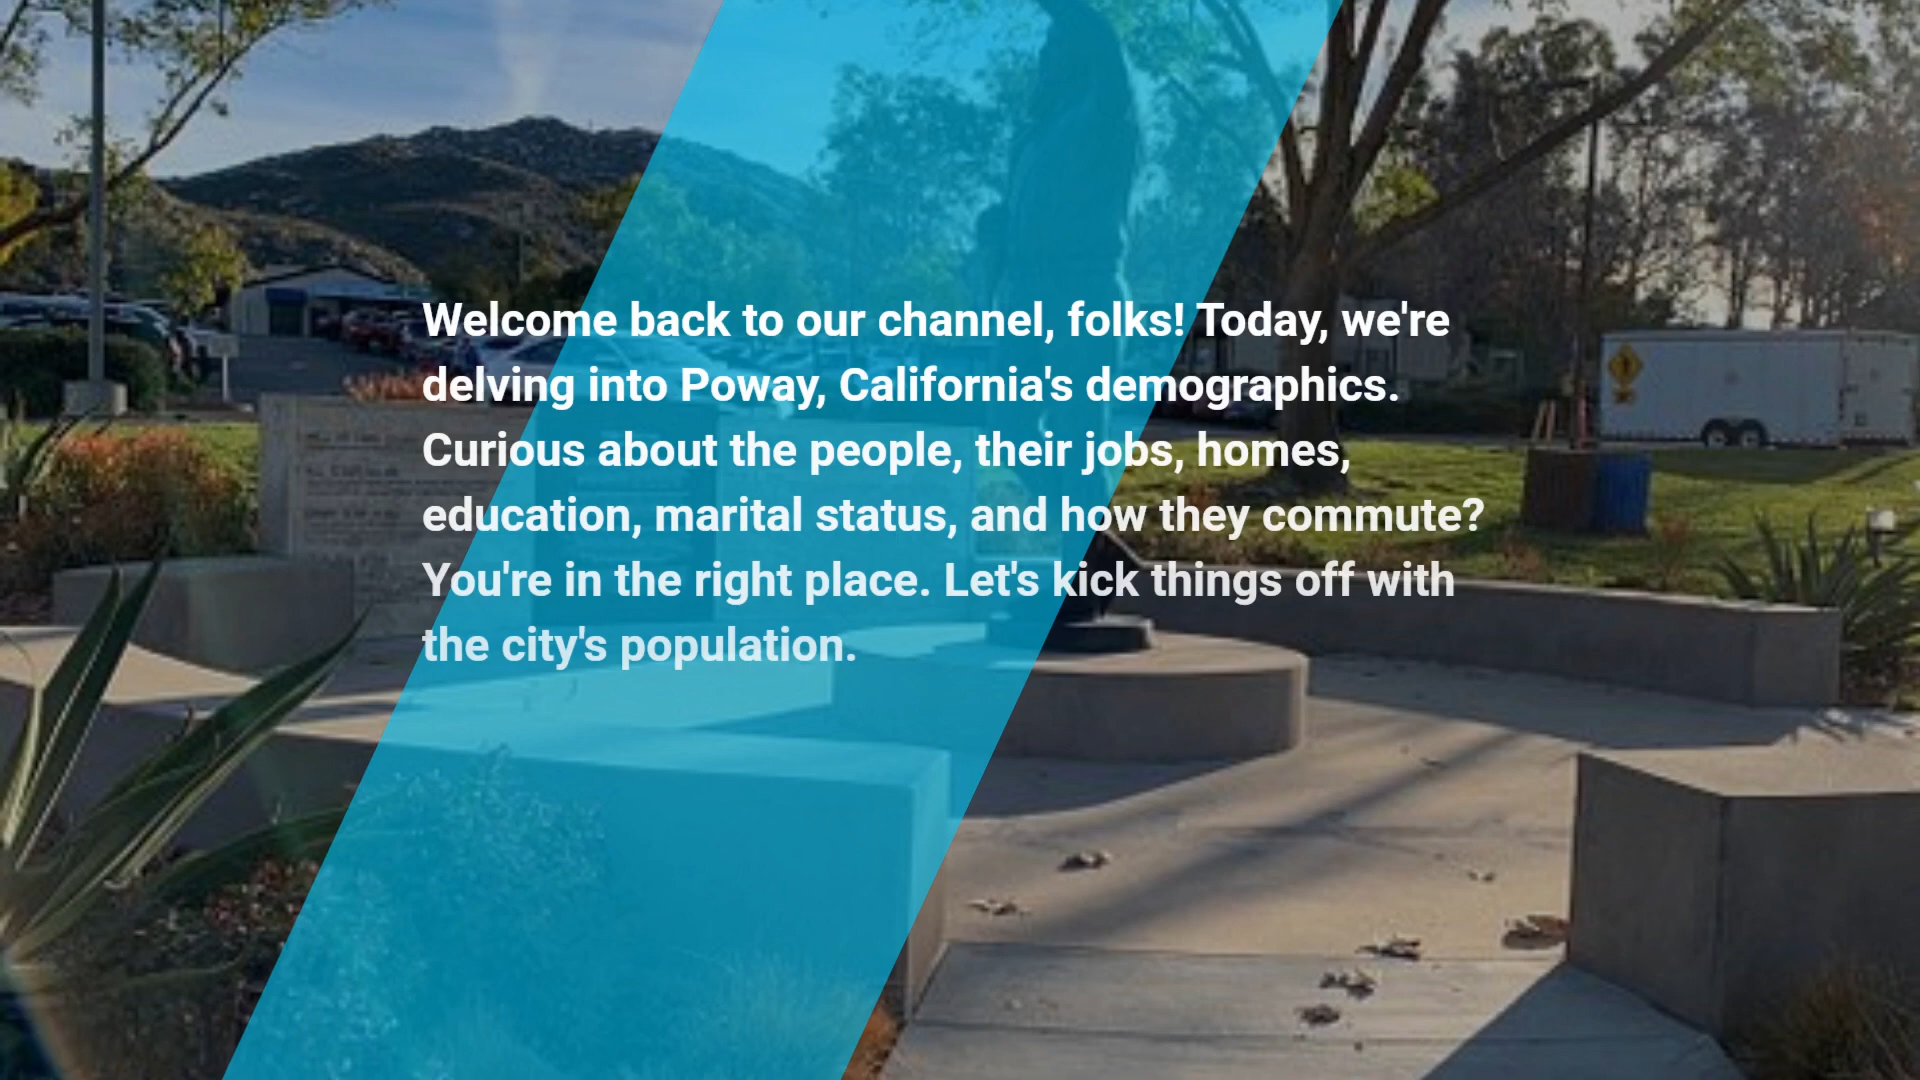 Welcome back to our channel, folks! Today, we're
delving into Poway, California's demographics.
Curious about the people, their jobs, homes,
education, marital status, and how they commute?
You're in the right place. Let's kick things off with
the city's population.